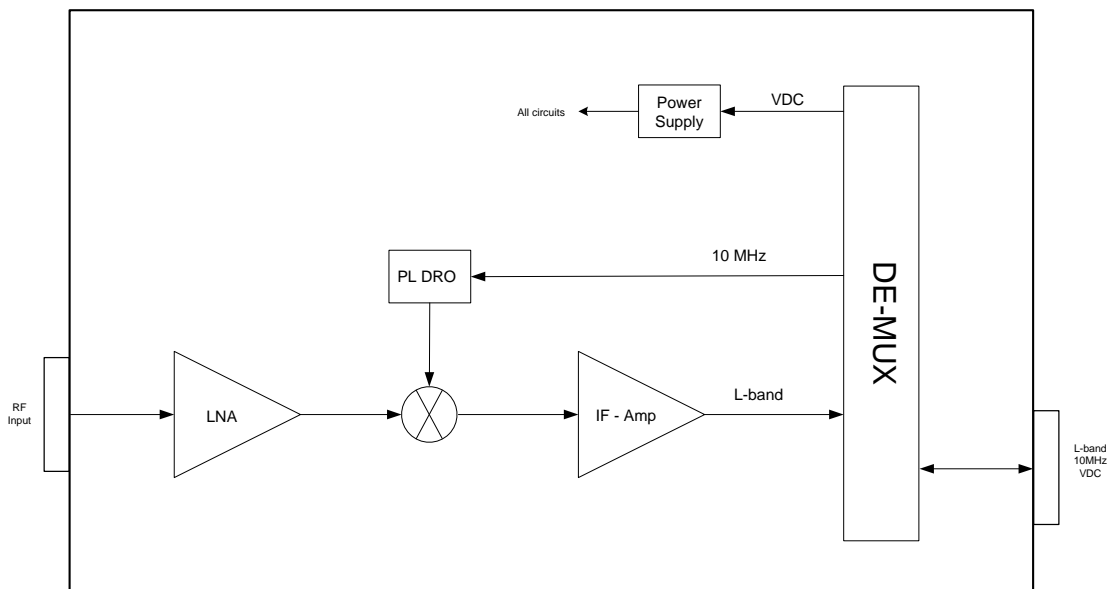 All circuits
Power
Supply
VDC
PL DRO
10 MHz
DE-MUX
RF
Input
LNA
IF - Amp
L-band
L-band
10MHz
VDC